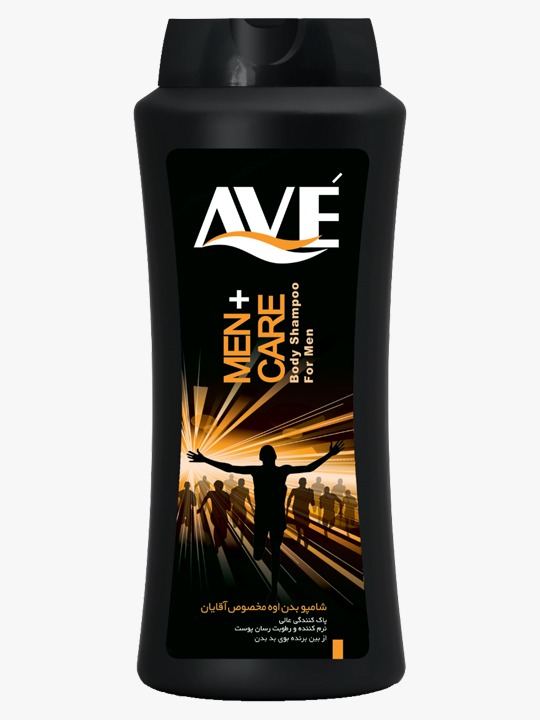 AVÉ
MEN+
CARE
Body Shampoo
For Men
شامپو بدن اوه مخصوص آقایان
پاک کنندگی عالی
نرم کننده و رطوبت رسان پوست
از بین برنده بوی بد بدن